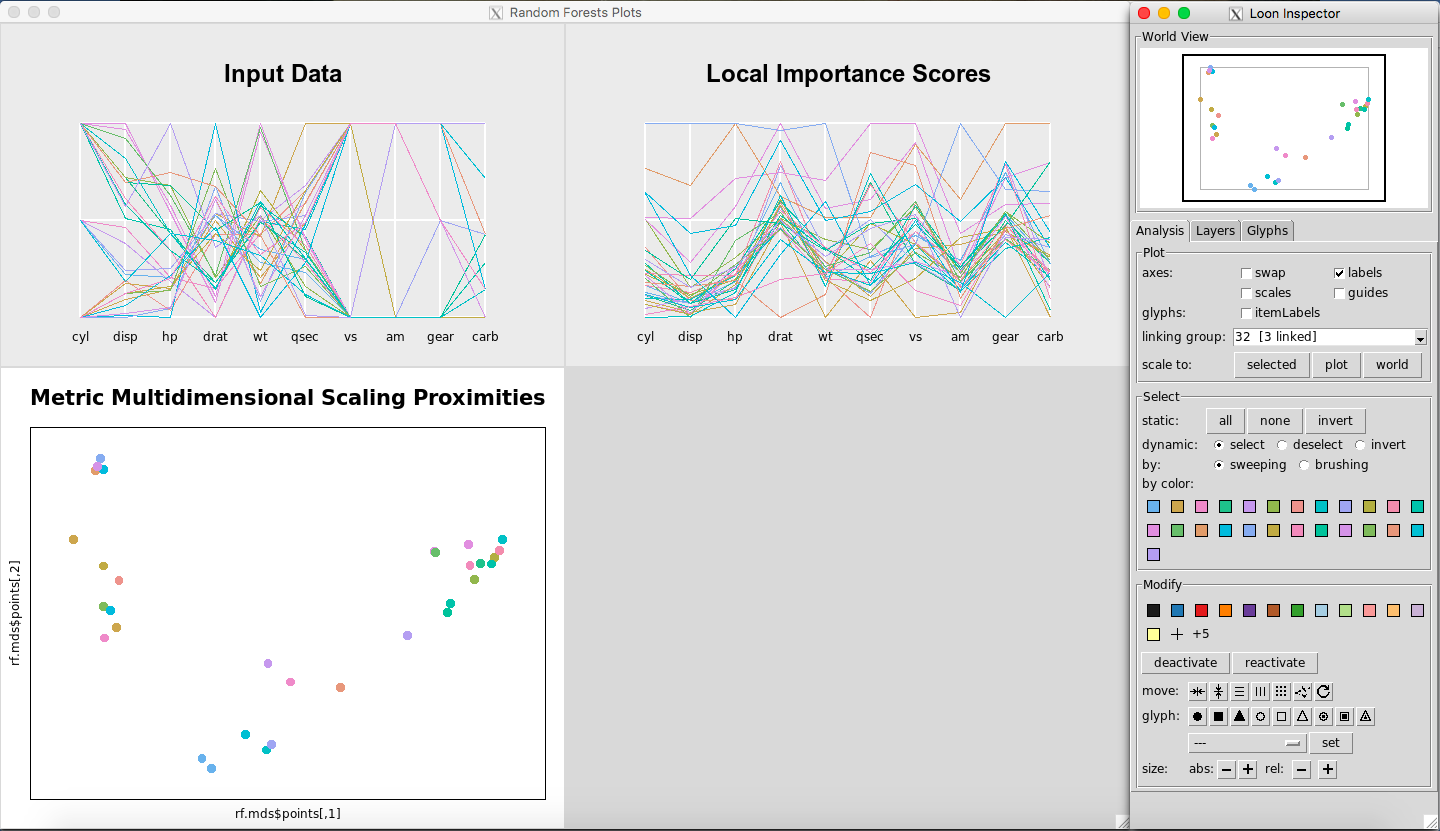 Random Forests Plots
Input Data
cyl disp hp drat wt qsec vs am gear carb
Local Importance Scores
cyl disp hp drat wt qsec vs am gear carb
Metric Multidimensional Scaling Proximities
rf.mds$points[,2]
rf.mds$points[,1]
Loon Inspector
World View
Analysis Layers Glyphs
Plot
axes: swap labels
scales guides
glyphs: itemLabels
linking group: 32 [3 linked]
scale to: selected plot world
Select
static: all none invert
dynamic: select deselect invert
by: sweeping brushing
by color:
Modify
+5
deactivate reactivate
move:
glyph:
--- set
size: abs: − + rel: − +